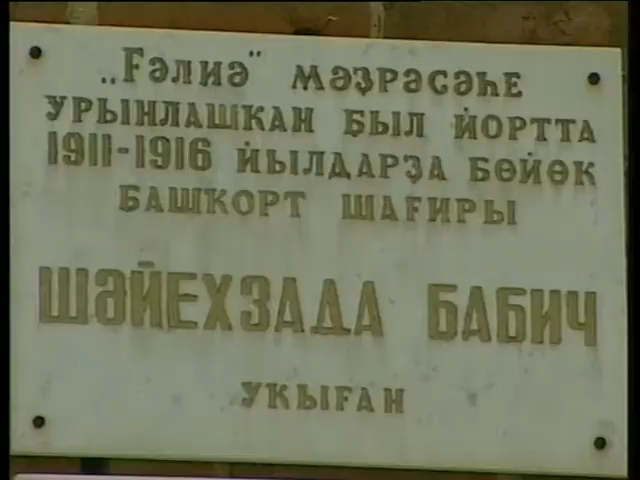 „Ғәлиә" мәҙрәсәһе
урынлашҡан был йортта
1911-1916 йылдарҙа бөйөк
башҡорт шағиры
ШӘЙЕХЗАДА БАБИЧ
уҡыған